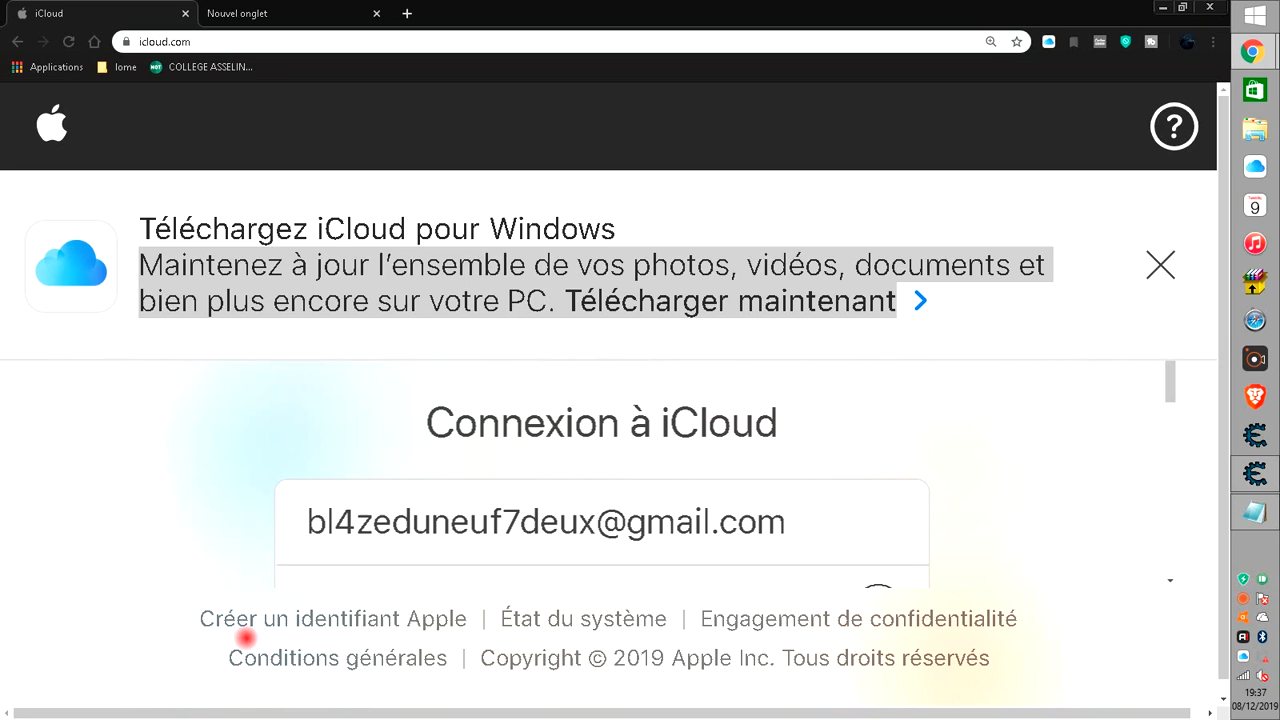 iCloud
Nouvel onglet
icloud.com
Applications
lome
COLLEGE ASSELIN...
?
Téléchargez iCloud pour Windows
Maintenez à jour l'ensemble de vos photos, vidéos, documents et
bien plus encore sur votre PC. Télécharger maintenant
Connexion à iCloud
bl4zeduneuf7deux@gmail.com
Créer un identifiant Apple | État du système | Engagement de confidentialité
Conditions générales | Copyright © 2019 Apple Inc. Tous droits réservés
9
19:37
08/12/2019